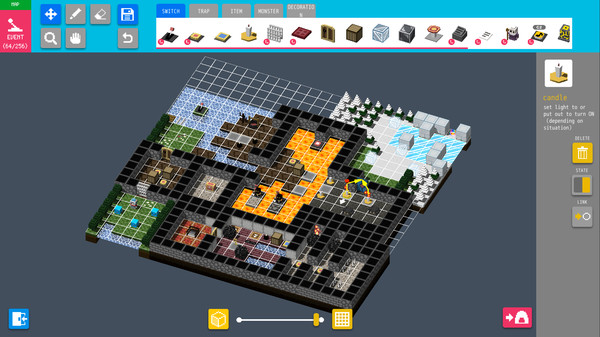 MAP
SWITCH
TRAP
ITEM
MONSTER
DECORATIO
N
EVENT
(64/256)
candle
set light to or
put out to turn ON
(depending on
situation)
DELETE
STATE
LINK